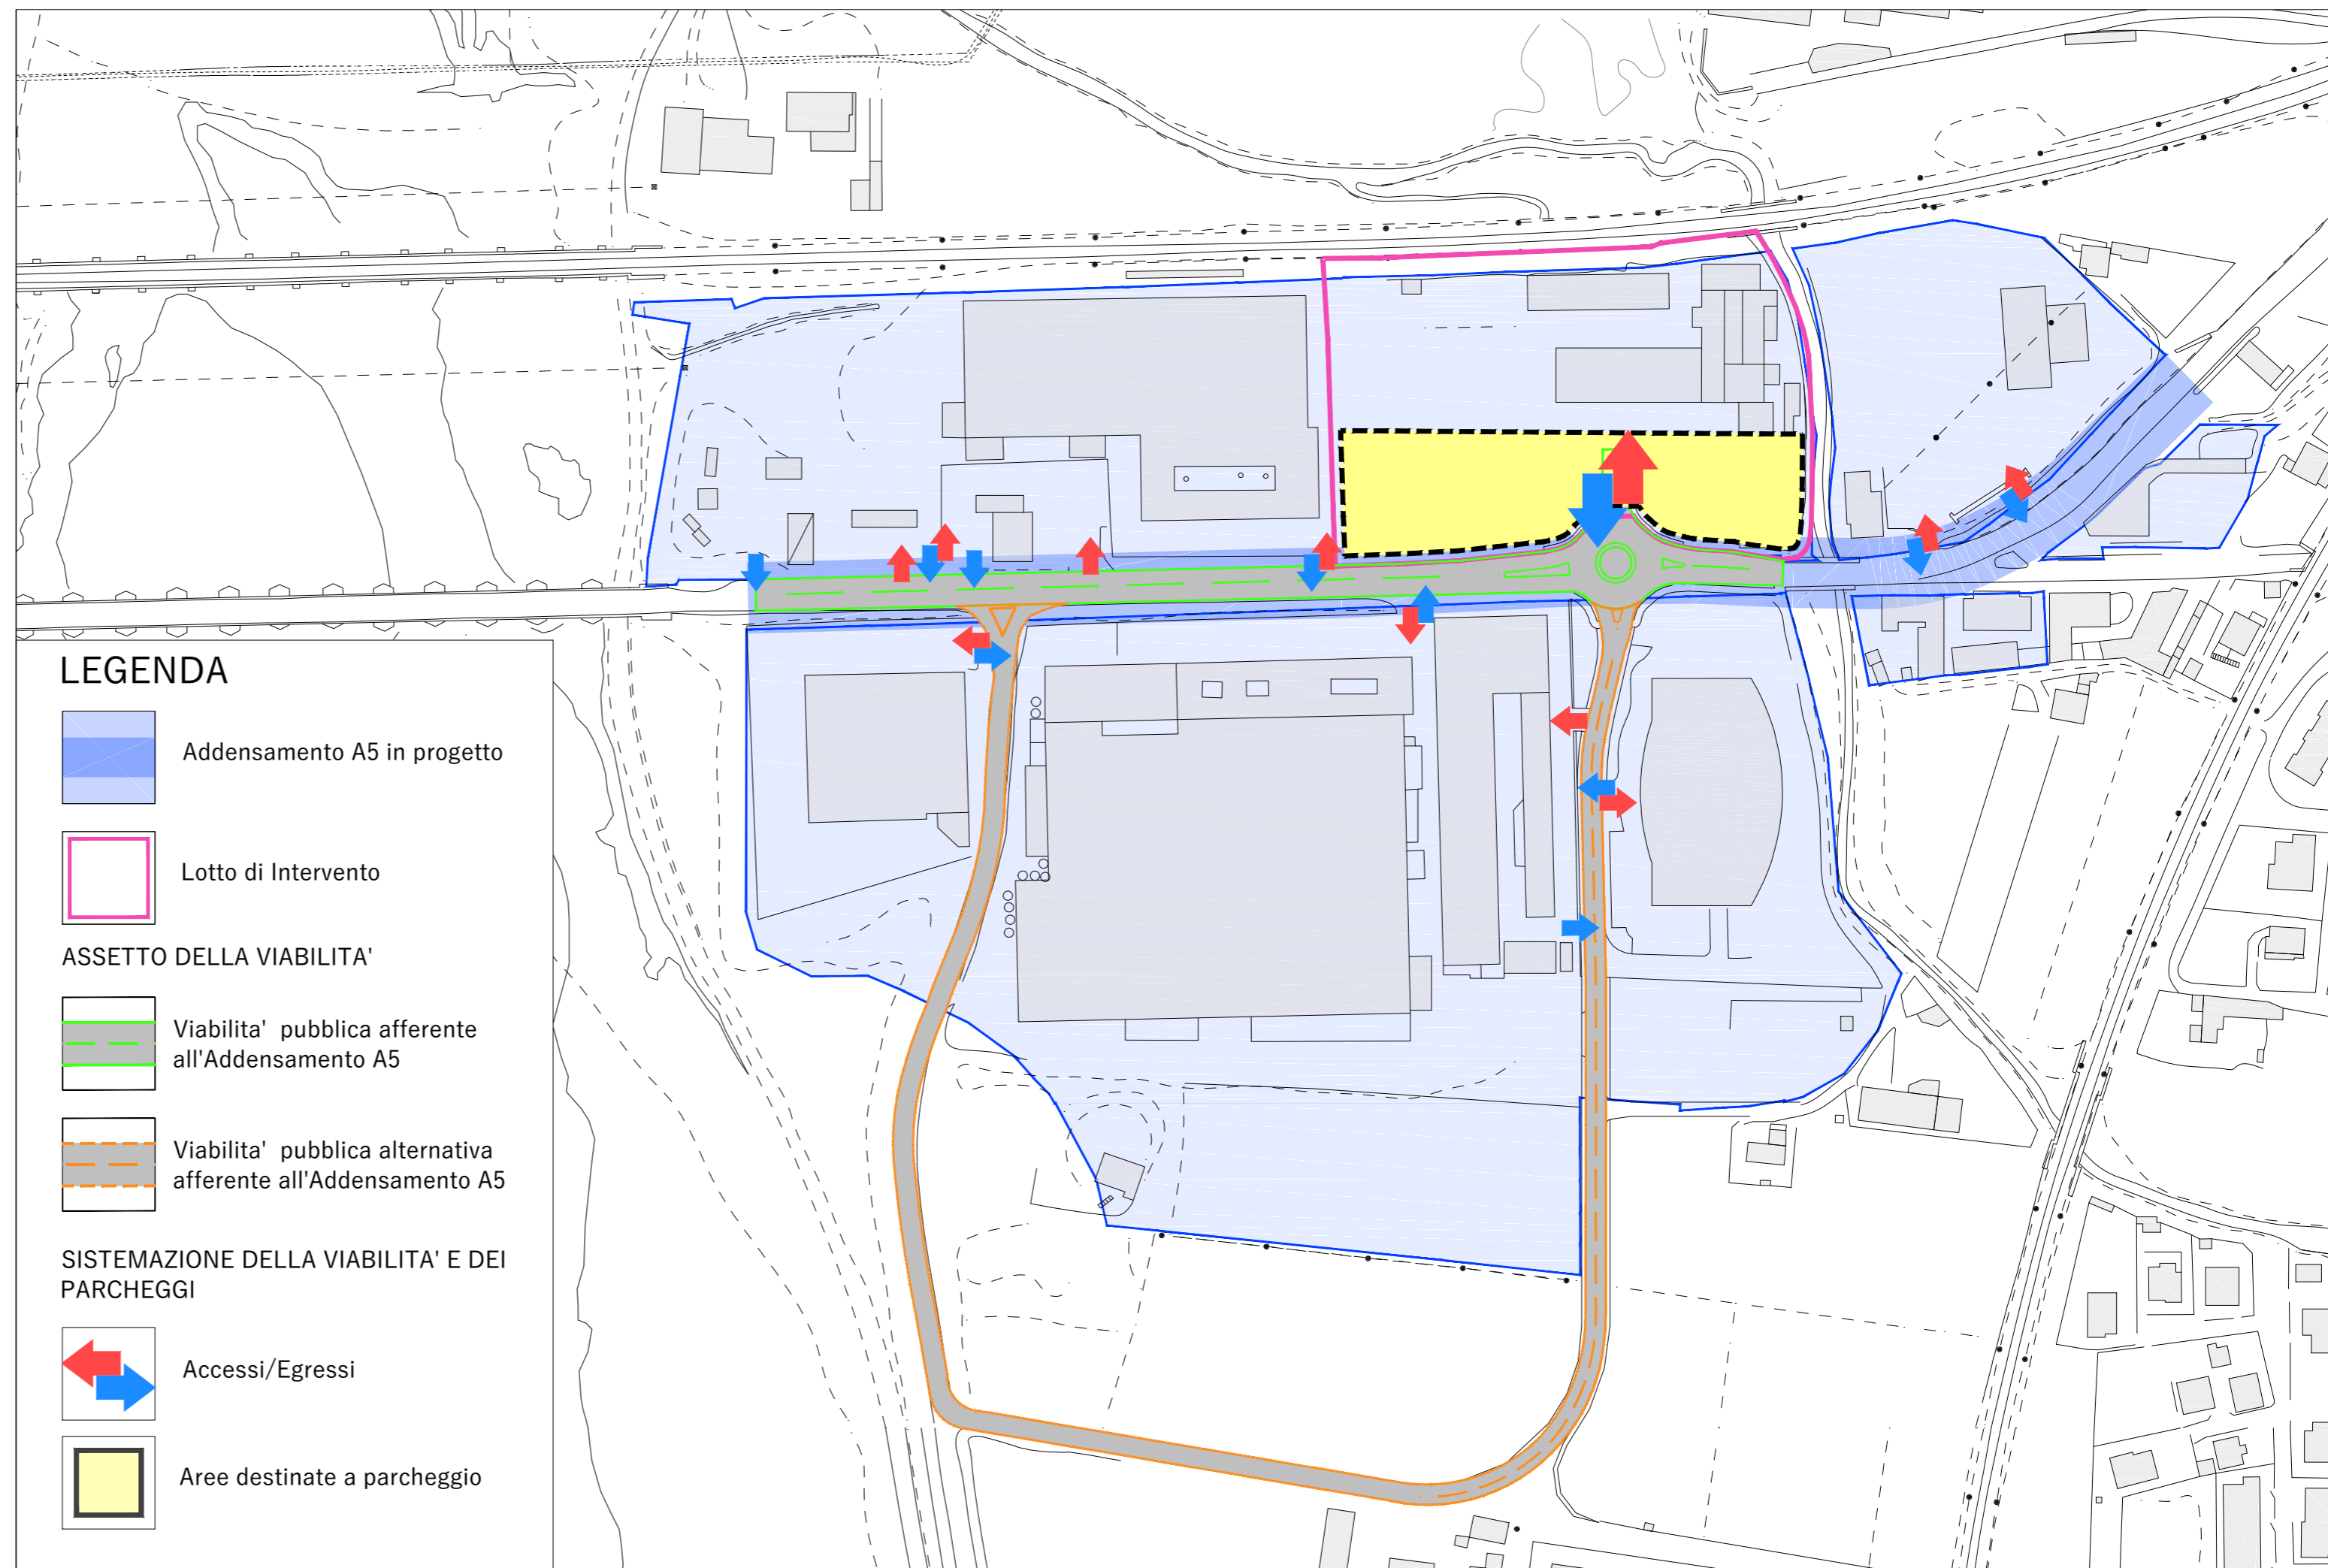 LEGENDA
Addensamento A5 in progetto
Lotto di Intervento
ASSETTO DELLA VIABILITA'
Viabilita' pubblica afferente
all'Addensamento A5
Viabilita' pubblica alternativa
afferente all'Addensamento A5
SISTEMAZIONE DELLA VIABILITA' E DEI
PARCHEGGI
Accessi/Egressi
Aree destinate a parcheggio